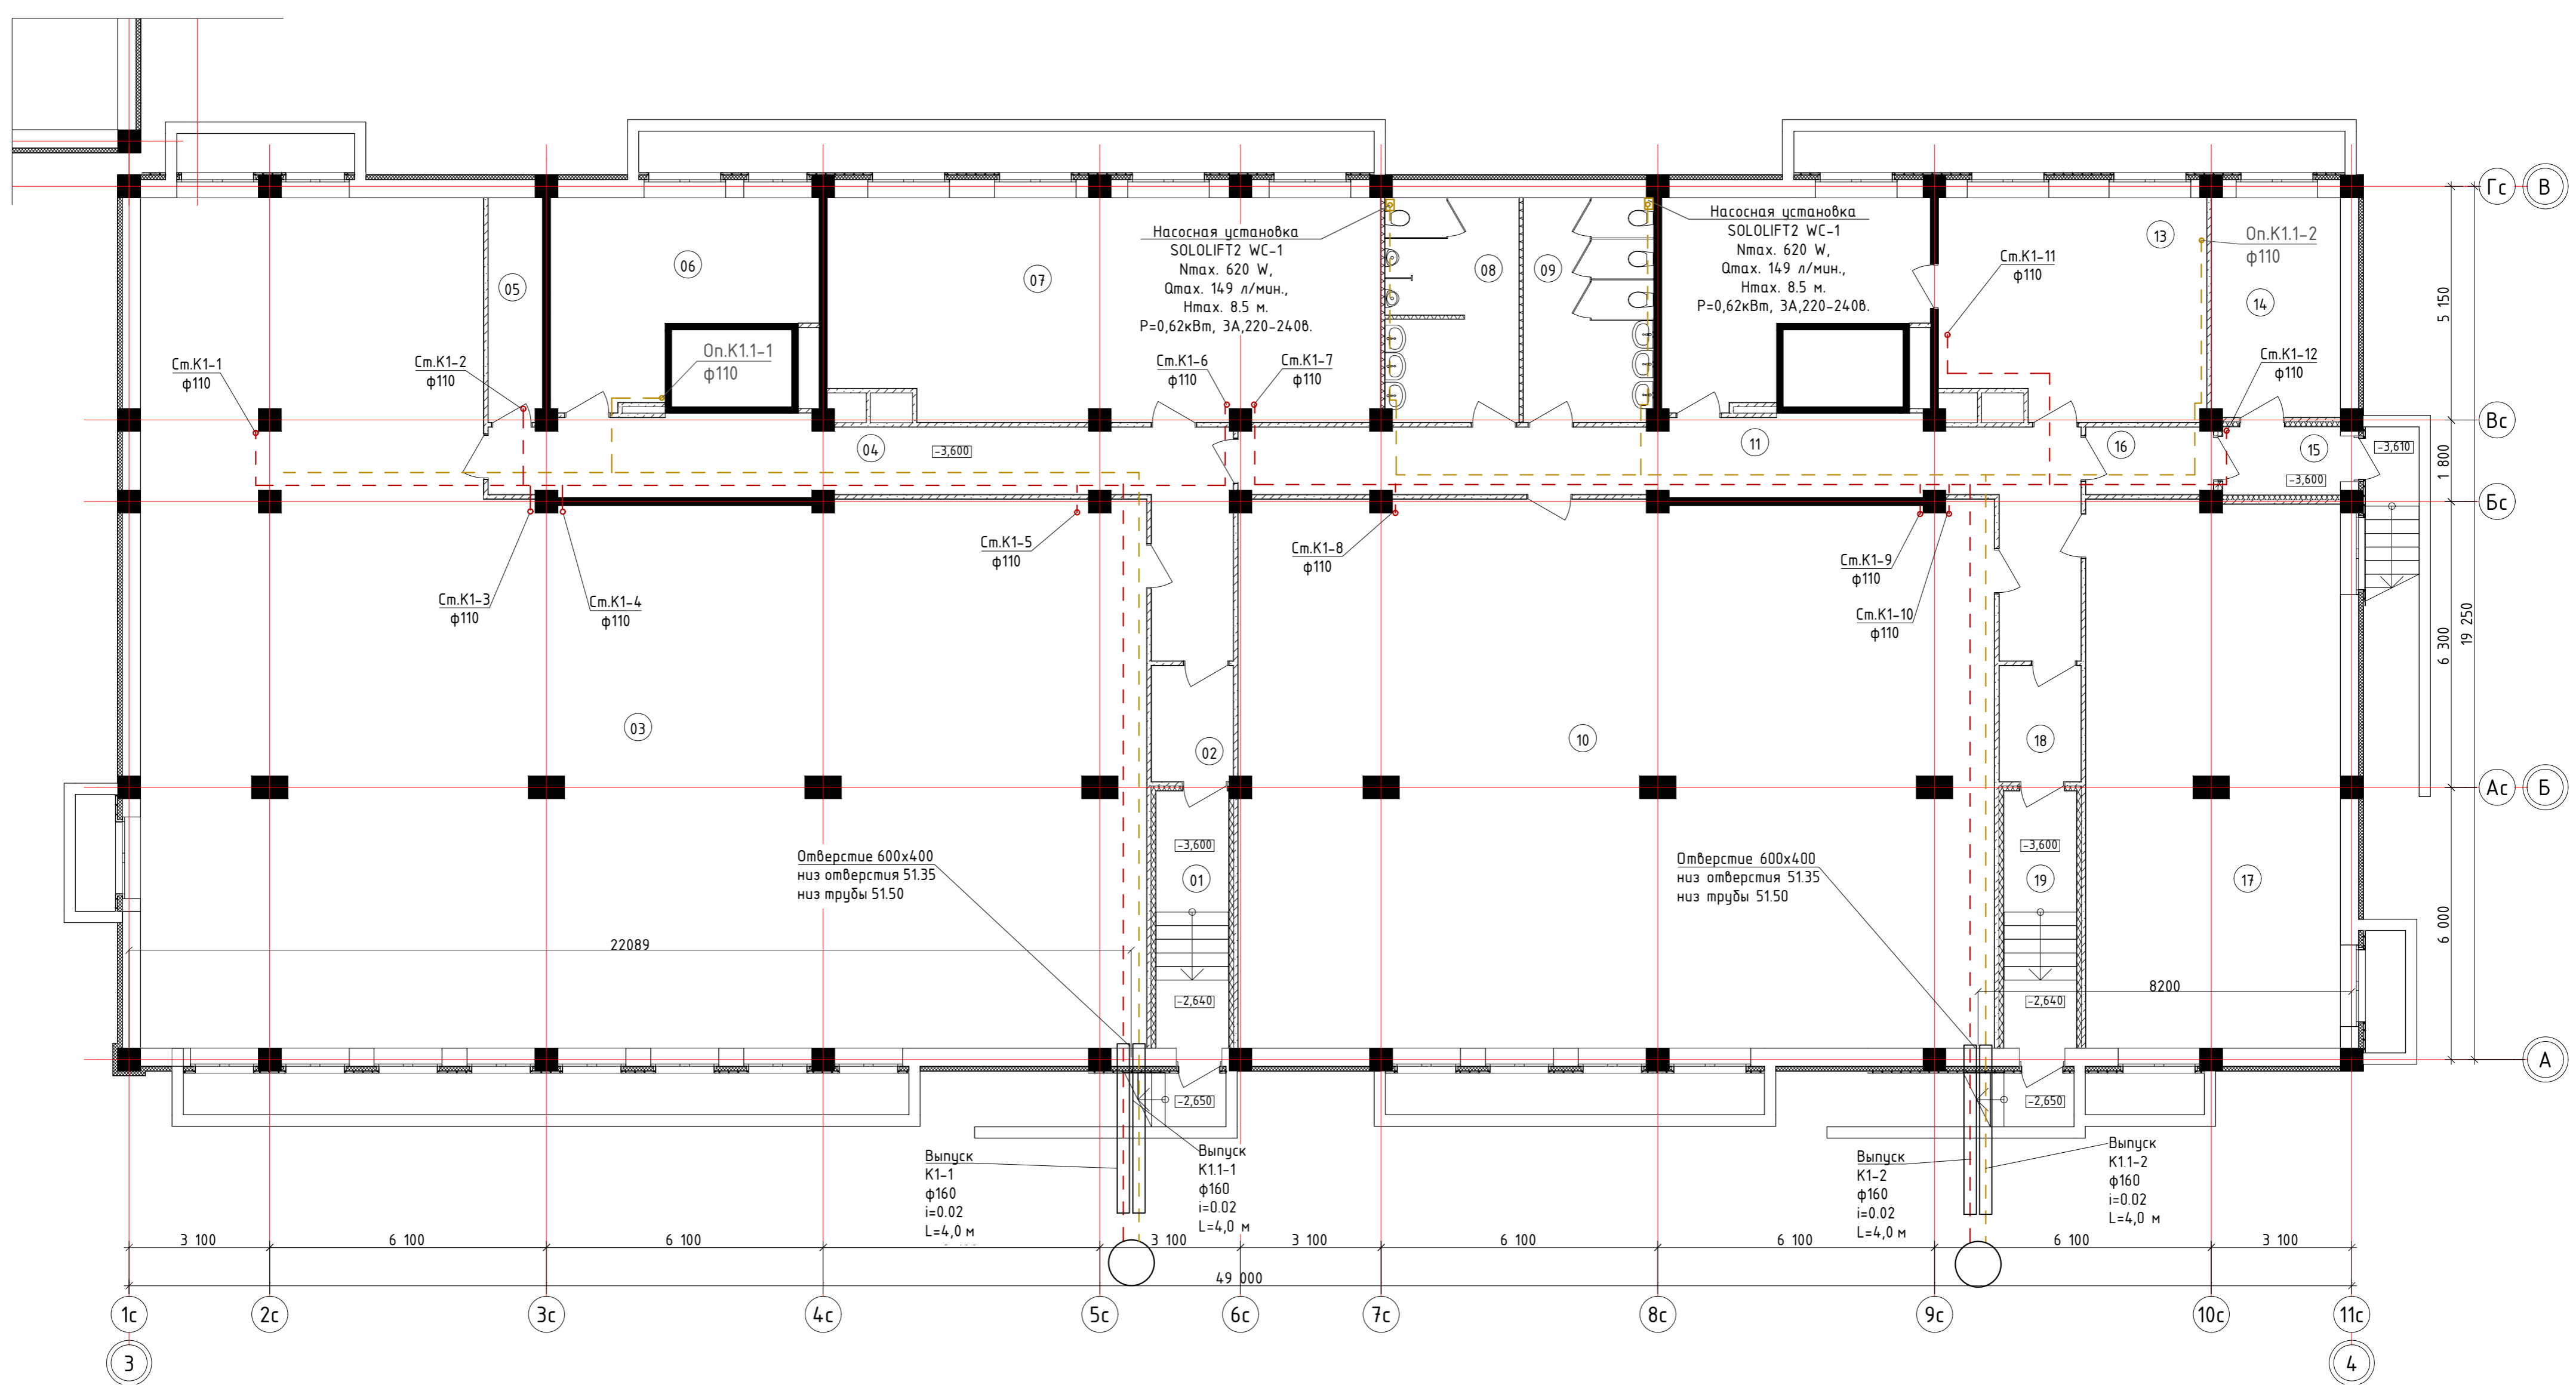 Гс
В
Насосная установка
SOLOLIFT2 WC-1
Nmax. 620 W,
Qmax. 149 л/мин.,
Hmax. 8.5 м.
P=0,62кВт, 3А,220-240в.
Насосная установка
SOLOLIFT2 WC-1
Nmax. 620 W,
Qmax. 149 л/мин.,
Hmax. 8.5 м.
P=0,62кВт, 3А,220-240в.
05
06
07
08
09
13
14
Ст.К1-11
ф110
Оп.К1.1-2
ф110
5 150
Ст.К1-1
ф110
Ст.К1-2
ф110
Оп.К1.1-1
ф110
Ст.К1-6
ф110
Ст.К1-7
ф110
Ст.К1-12
ф110
Вс
04
-3,600
11
16
15
-3,600
-3,610
1 800
Бс
Ст.К1-3
ф110
Ст.К1-4
ф110
Ст.К1-5
ф110
Ст.К1-8
ф110
Ст.К1-9
ф110
Ст.К1-10
ф110
6 300
19 250
03
02
10
18
Ас
Б
Отверстие 600х400
низ отверстия 51.35
низ трубы 51.50
-3,600
01
Отверстие 600х400
низ отверстия 51.35
низ трубы 51.50
-3,600
19
17
6 000
22089
8200
-2,640
-2,640
А
-2,650
-2,650
Выпуск
К1-1
ф160
i=0.02
L=4,0 м
Выпуск
К1.1-1
ф160
i=0.02
L=4,0 м
Выпуск
К1-2
ф160
i=0.02
L=4,0 м
Выпуск
К1.1-2
ф160
i=0.02
L=4,0 м
3 100
6 100
6 100
3 100
3 100
6 100
6 100
6 100
3 100
49 000
1с
2с
3с
4с
5с
6с
7с
8с
9с
10с
11с
3
4